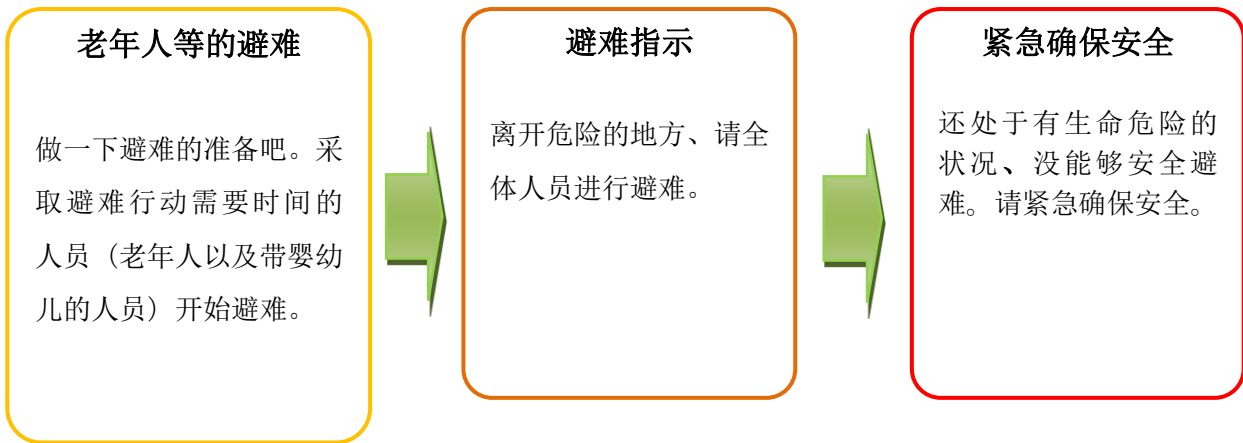 老年人等的避难
做一下避难的准备吧。采
取避难行动需要时间的
人员（老年人以及带婴幼
儿的人员）开始避难。
避难指示
离开危险的地方、请全
体人员进行避难。
紧急确保安全
还处于有生命危险的
状况、没能够安全避
难。请紧急确保安全。